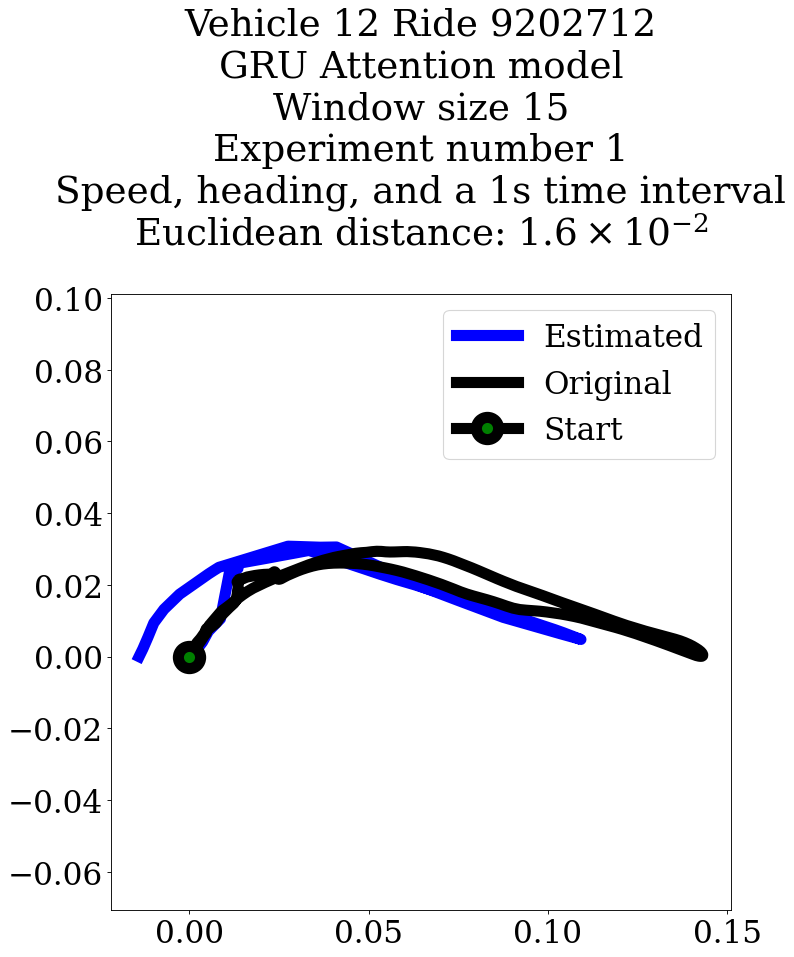 Vehicle 12 Ride 9202712
GRU Attention model
Window size 15
Experiment number 1
Speed, heading, and a 1s time interval
Euclidean distance: 1.6 × 10⁻²
Estimated
Original
Start
0.10
0.08
0.06
0.04
0.02
0.00
−0.02
−0.04
−0.06
0.00 0.05 0.10 0.15